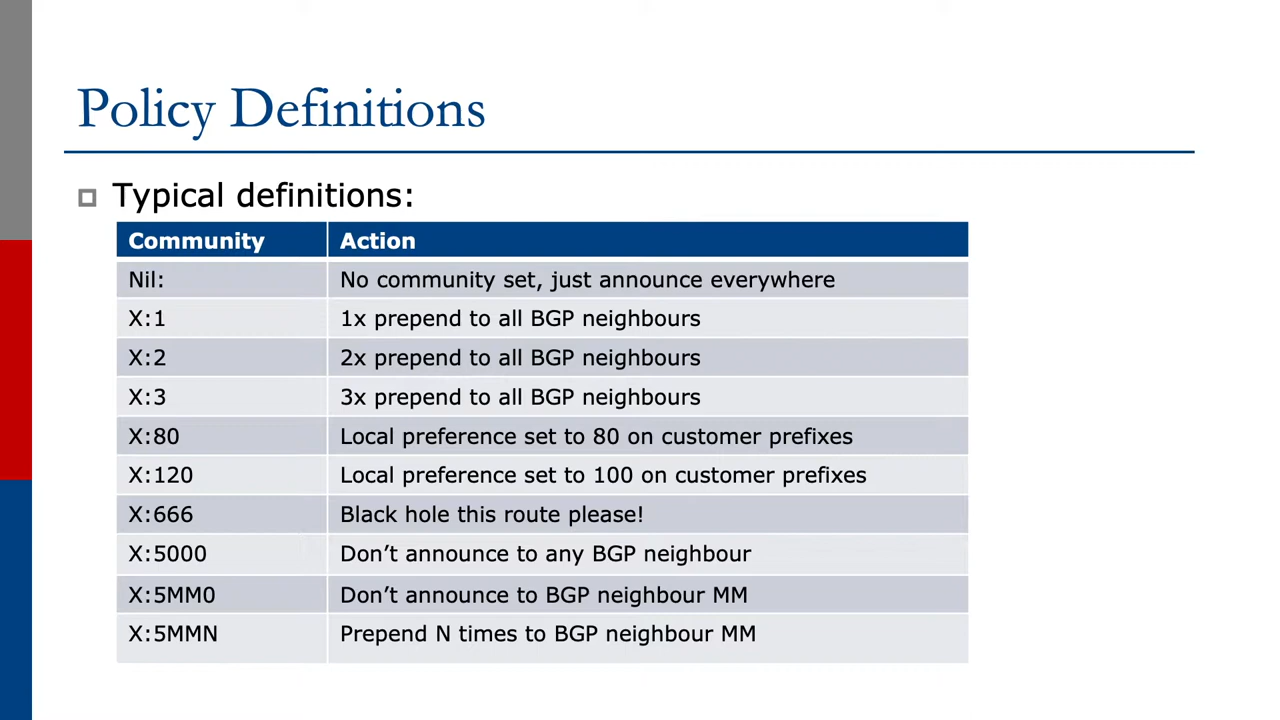 Policy Definitions
Typical definitions:
Community Action
Nil: No community set, just announce everywhere
X:1 1x prepend to all BGP neighbours
X:2 2x prepend to all BGP neighbours
X:3 3x prepend to all BGP neighbours
X:80 Local preference set to 80 on customer prefixes
X:120 Local preference set to 100 on customer prefixes
X:666 Black hole this route please!
X:5000 Don’t announce to any BGP neighbour
X:5MM0 Don’t announce to BGP neighbour MM
X:5MMN Prepend N times to BGP neighbour MM